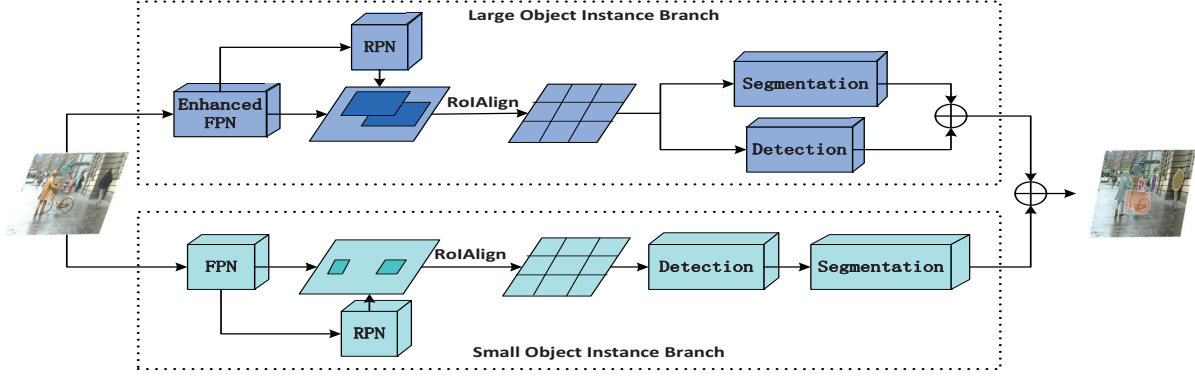 Large Object Instance Branch
RPN
Enhanced
FPN
RoIAlign
Segmentation
Detection
FPN
RoIAlign
Detection
Segmentation
RPN
Small Object Instance Branch